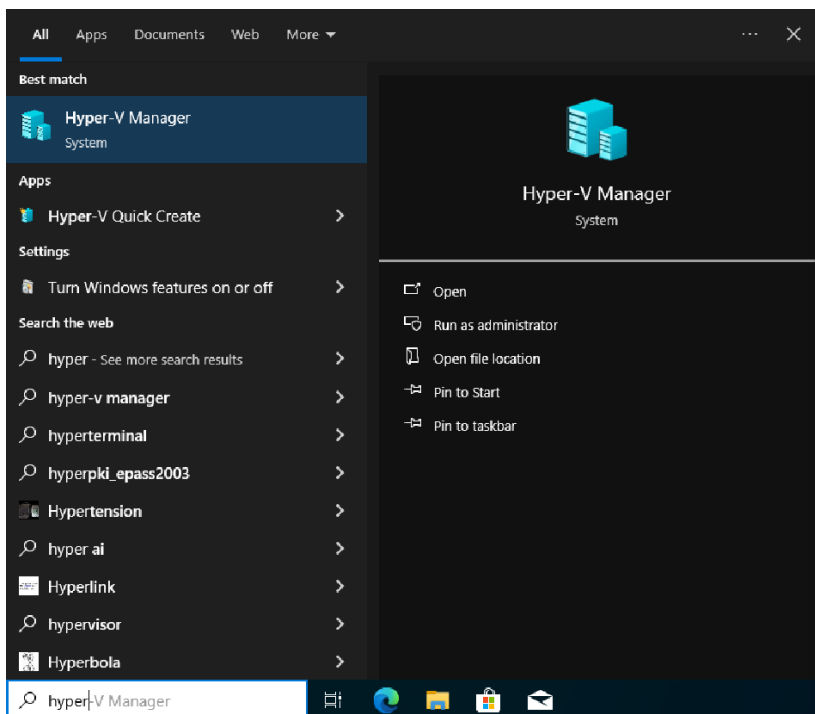 All Apps Documents Web More
Best match
Hyper-V Manager
System
Apps
Hyper-V Quick Create
Settings
Turn Windows features on or off
Search the web
hyper - See more search results
hyper-v manager
hyperterminal
hyperpki_epass2003
Hypertension
hyper ai
Hyperlink
hypervisor
Hyperbola
hyper-V Manager
Hyper-V Manager
System
Open
Run as administrator
Open file location
Pin to Start
Pin to taskbar